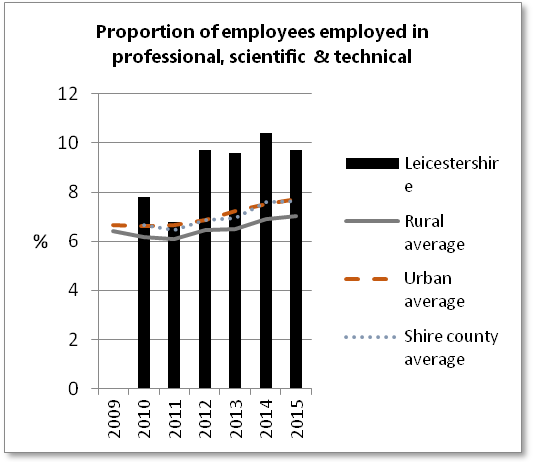 Proportion of employees employed in
professional, scientific & technical
12
10
8
6
4
2
0
%
2009
2010
2011
2012
2013
2014
2015
Leicestershir
e
Rural
average
Urban
average
Shire county
average